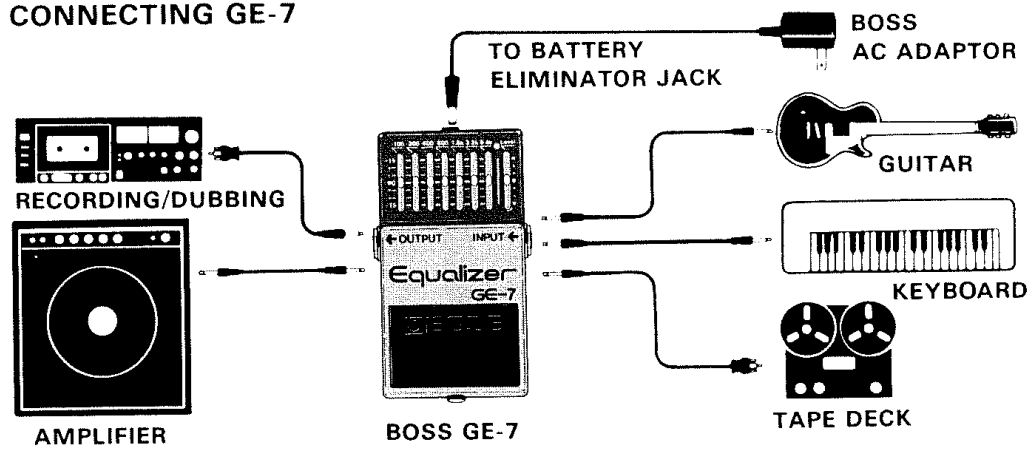 CONNECTING GE-7
BOSS
AC ADAPTOR
TO BATTERY
ELIMINATOR JACK
GUITAR
RECORDING/DUBBING
←OUTPUT INPUT←
Equalizer
GE-7
BOSS
KEYBOARD
TAPE DECK
AMPLIFIER
BOSS GE-7